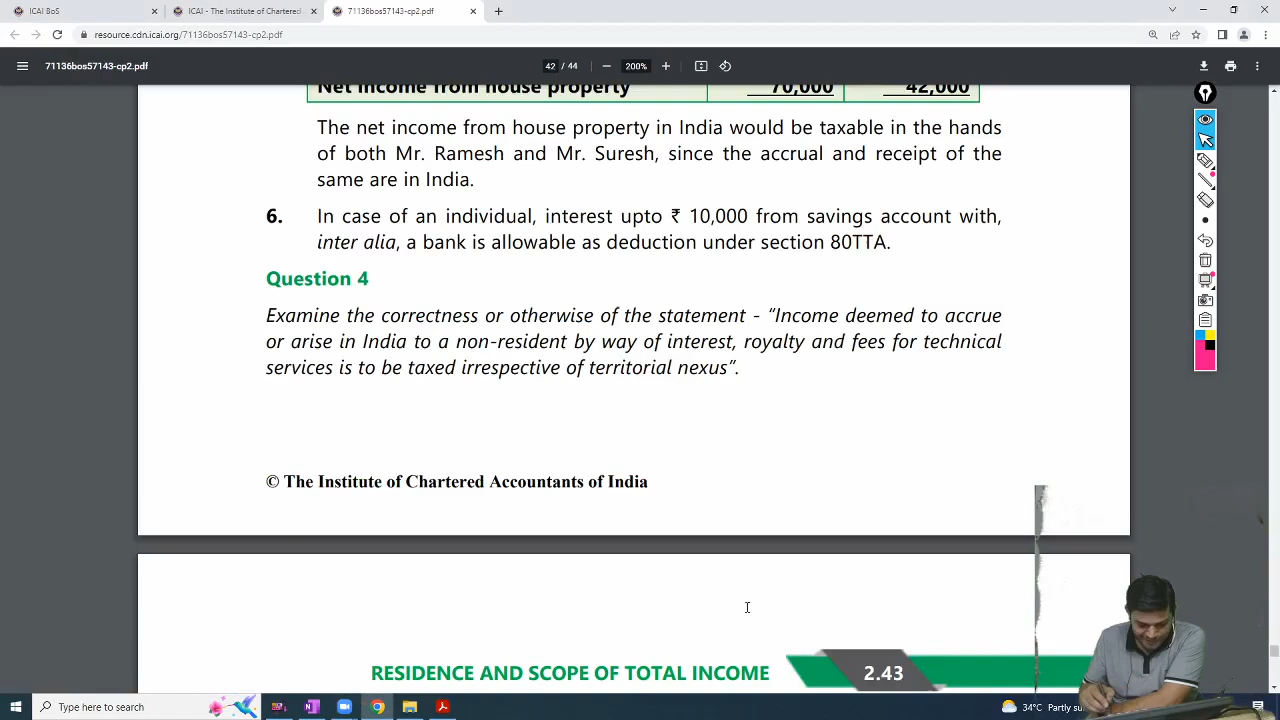 ICAI BoS
ICAI - The Institute of Chartered
71136bos57143-cp2.pdf
resource.cdn.icai.org/71136bos57143-cp2.pdf
71136bos57143-cp2.pdf
42 / 44
200%
Net income from house property 70,000 42,000
The net income from house property in India would be taxable in the hands
of both Mr. Ramesh and Mr. Suresh, since the accrual and receipt of the
same are in India.
6. In case of an individual, interest upto ₹ 10,000 from savings account with,
inter alia, a bank is allowable as deduction under section 80TTA.
Question 4
Examine the correctness or otherwise of the statement - "Income deemed to accrue
or arise in India to a non-resident by way of interest, royalty and fees for technical
services is to be taxed irrespective of territorial nexus".
© The Institute of Chartered Accountants of India
RESIDENCE AND SCOPE OF TOTAL INCOME 2.43
Type here to search
34°C Partly